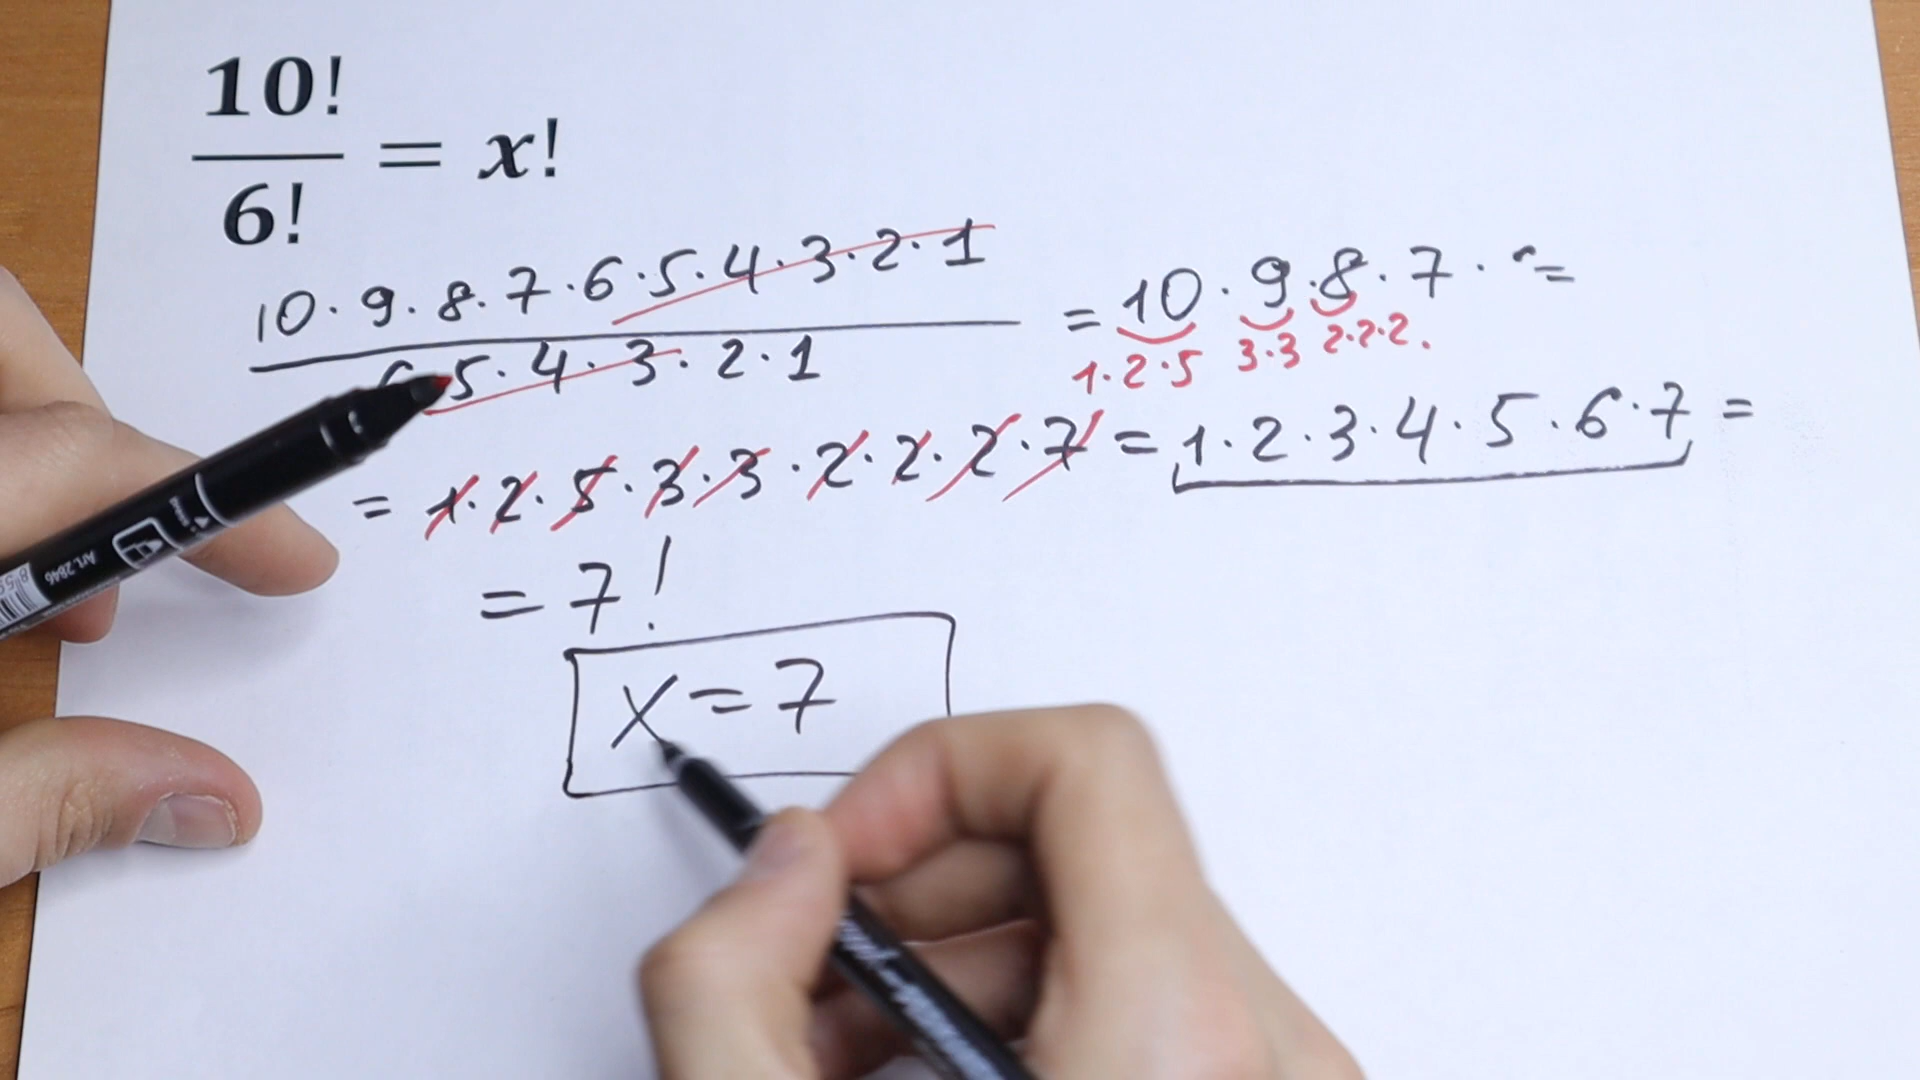 10!
6!
= x!
10 · 9 · 8 · 7 · 6 · 5 · 4 · 3 · 2 · 1
5 · 4 · 3 · 2 · 1
= 10 · 9 · 8 · 7 · =
1·2·5 3·3 2·2·2·
= 1 · 2 · 5 · 3 · 3 · 2 · 2 · 2 · 7 = 1 · 2 · 3 · 4 · 5 · 6 · 7 =
= 7!
x = 7
Art. 2846